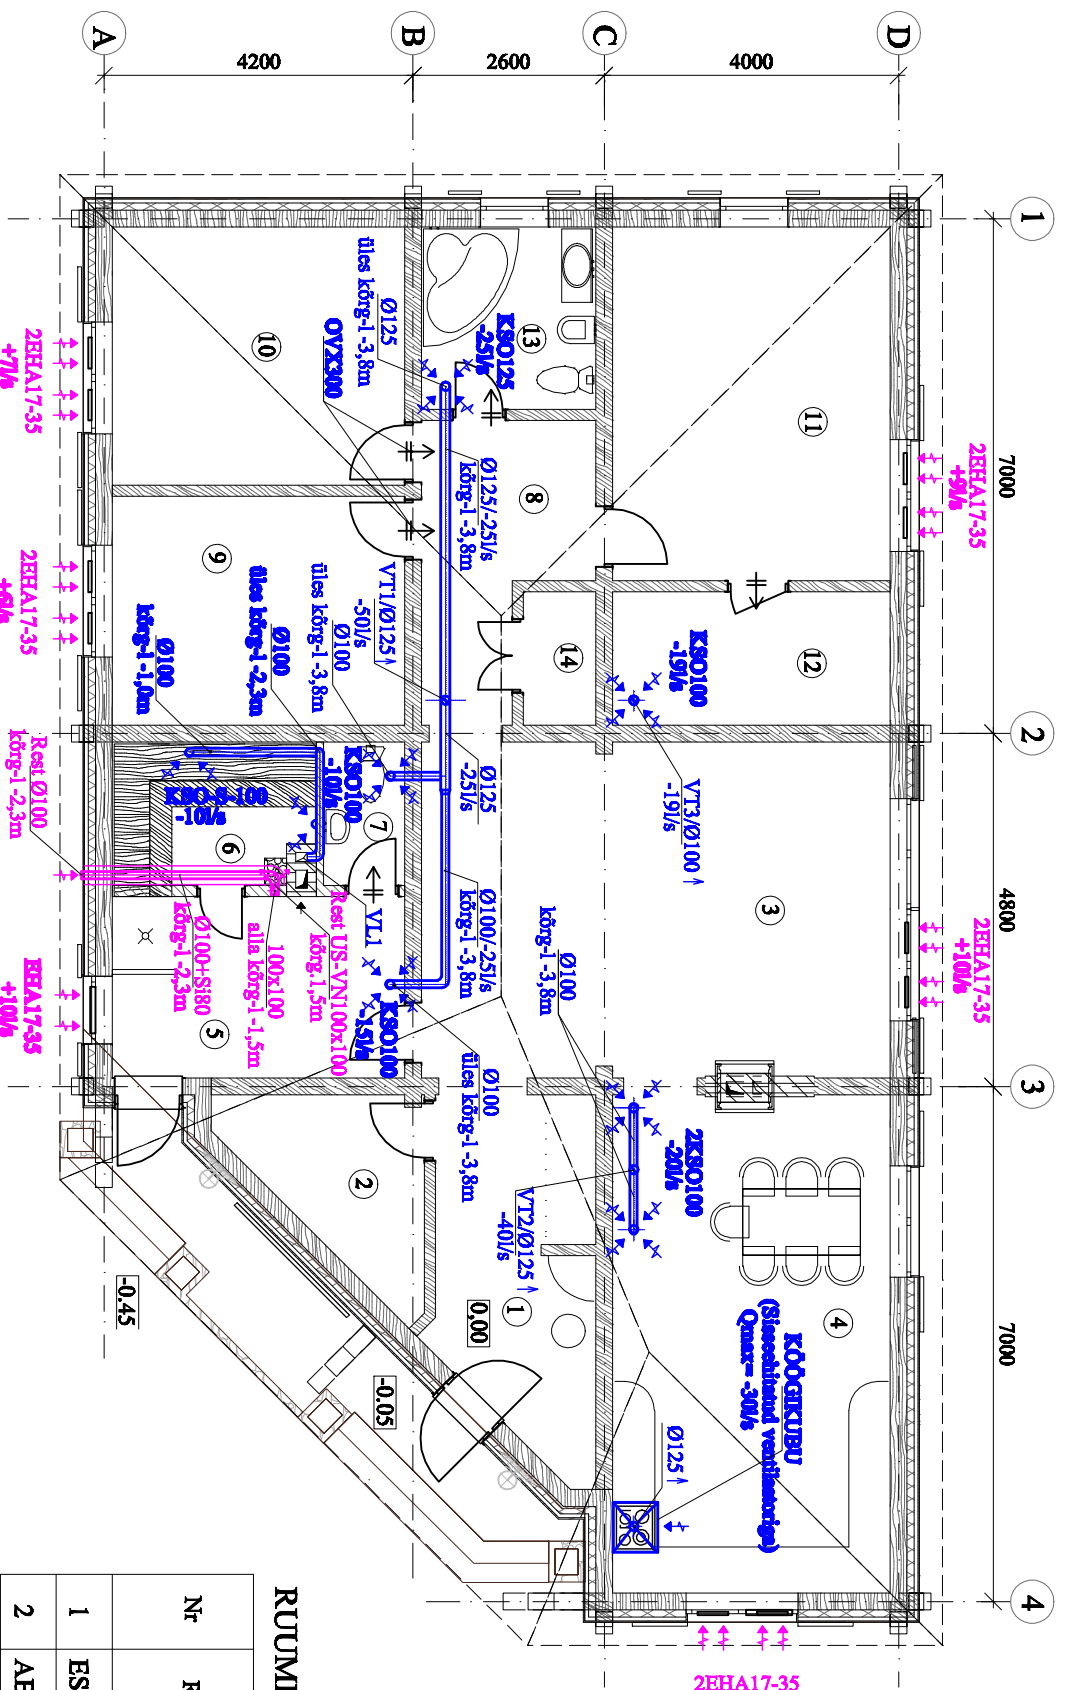 A
B
C
D
4200
2600
4000
1
2
3
4
7000
4800
7000
2EHA17-35
+9l/s
2EHA17-35
+10l/s
2EHA17-35
2EHA17-35
+7l/s
2EHA17-35
+6l/s
EHA17-35
+10l/s
11
12
3
4
KSO100
-19l/s
VT3/Ø100
-19l/s
Ø100
kõrg-1 -3,8m
2KSO100
-20l/s
VT2/Ø125
-40l/s
KÖÖGIKUBU
(Sisseehitatud ventilaatoriga)
Qmax= -30l/s
Ø125
13
KSO125
-25l/s
8
14
Ø125/-25l/s
kõrg-1 -3,8m
Ø125
-25l/s
Ø100/-25l/s
kõrg-1 -3,8m
Ø100
üles kõrg-1 -3,8m
1
0,00
Ø125
üles kõrg-1 -3,8m
OVX300
VT1/Ø125
-50l/s
Ø100
üles kõrg-1 -3,8m
Ø100
üles kõrg-1 -2,3m
Ø100
kõrg-1 -1,0m
10
9
7
KSO100
-10l/s
KSO-S-100
-10l/s
6
VL1
KSO100
-15l/s
Rest US-VN100x100
kõrg.1,5m
100x100
alla kõrg-1 -1,5m
Ø100+Si80
kõrg-1 -2,3m
Rest Ø100
kõrg-1 -2,3m
5
2
-0.45
-0.05
RUUMI
Nr
1
ES
2